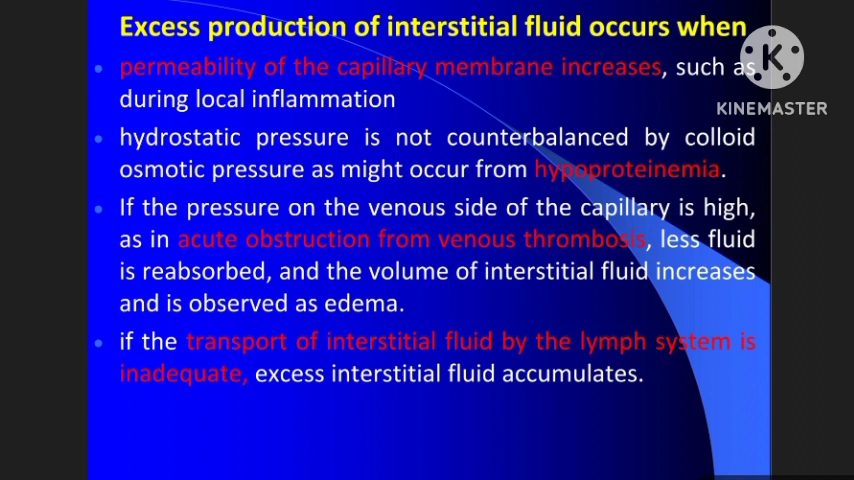 Excess production of interstitial fluid occurs when
permeability of the capillary membrane increases, such as
during local inflammation
hydrostatic pressure is not counterbalanced by colloid
osmotic pressure as might occur from hypoproteinemia.
If the pressure on the venous side of the capillary is high,
as in acute obstruction from venous thrombosis, less fluid
is reabsorbed, and the volume of interstitial fluid increases
and is observed as edema.
if the transport of interstitial fluid by the lymph system is
inadequate, excess interstitial fluid accumulates.
K
KINEMASTER